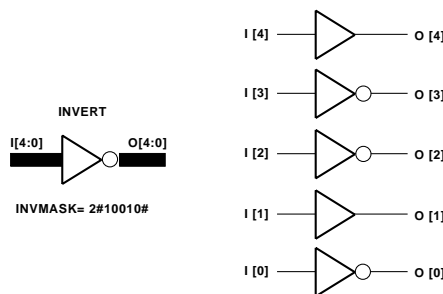 INVERT
I[4:0] O[4:0]
INVMASK= 2#10010#
I [4] O [4]
I [3] O [3]
I [2] O [2]
I [1] O [1]
I [0] O [0]